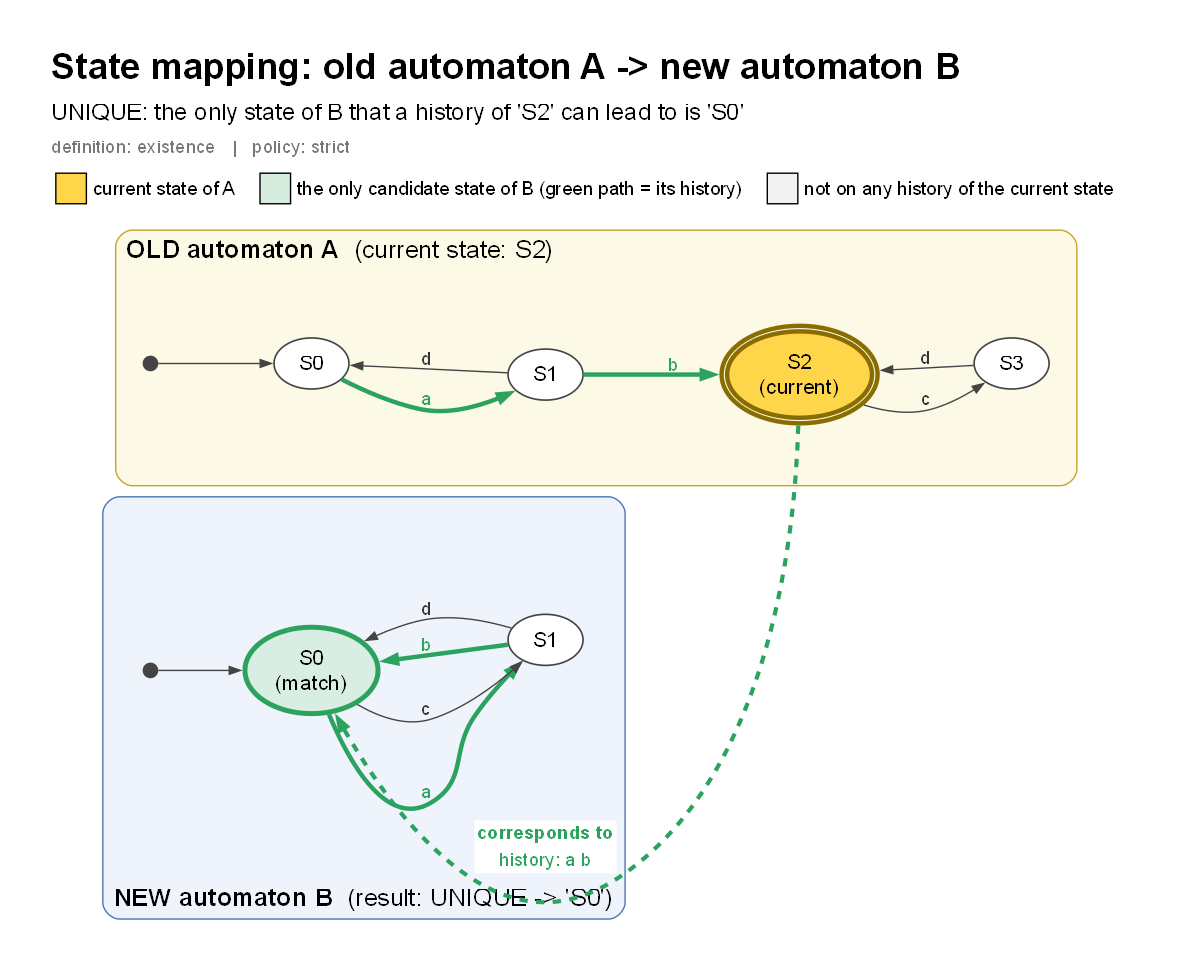 State mapping: old automaton A -> new automaton B
UNIQUE: the only state of B that a history of 'S2' can lead to is 'S0'
definition: existence | policy: strict
current state of A
the only candidate state of B (green path = its history)
not on any history of the current state
OLD automaton A (current state: S2)
S0
d
a
S1
b
S2
(current)
d
c
S3
d
S1
b
S0
(match)
c
a
corresponds to
history: a b
NEW automaton B (result: UNIQUE -> 'S0')